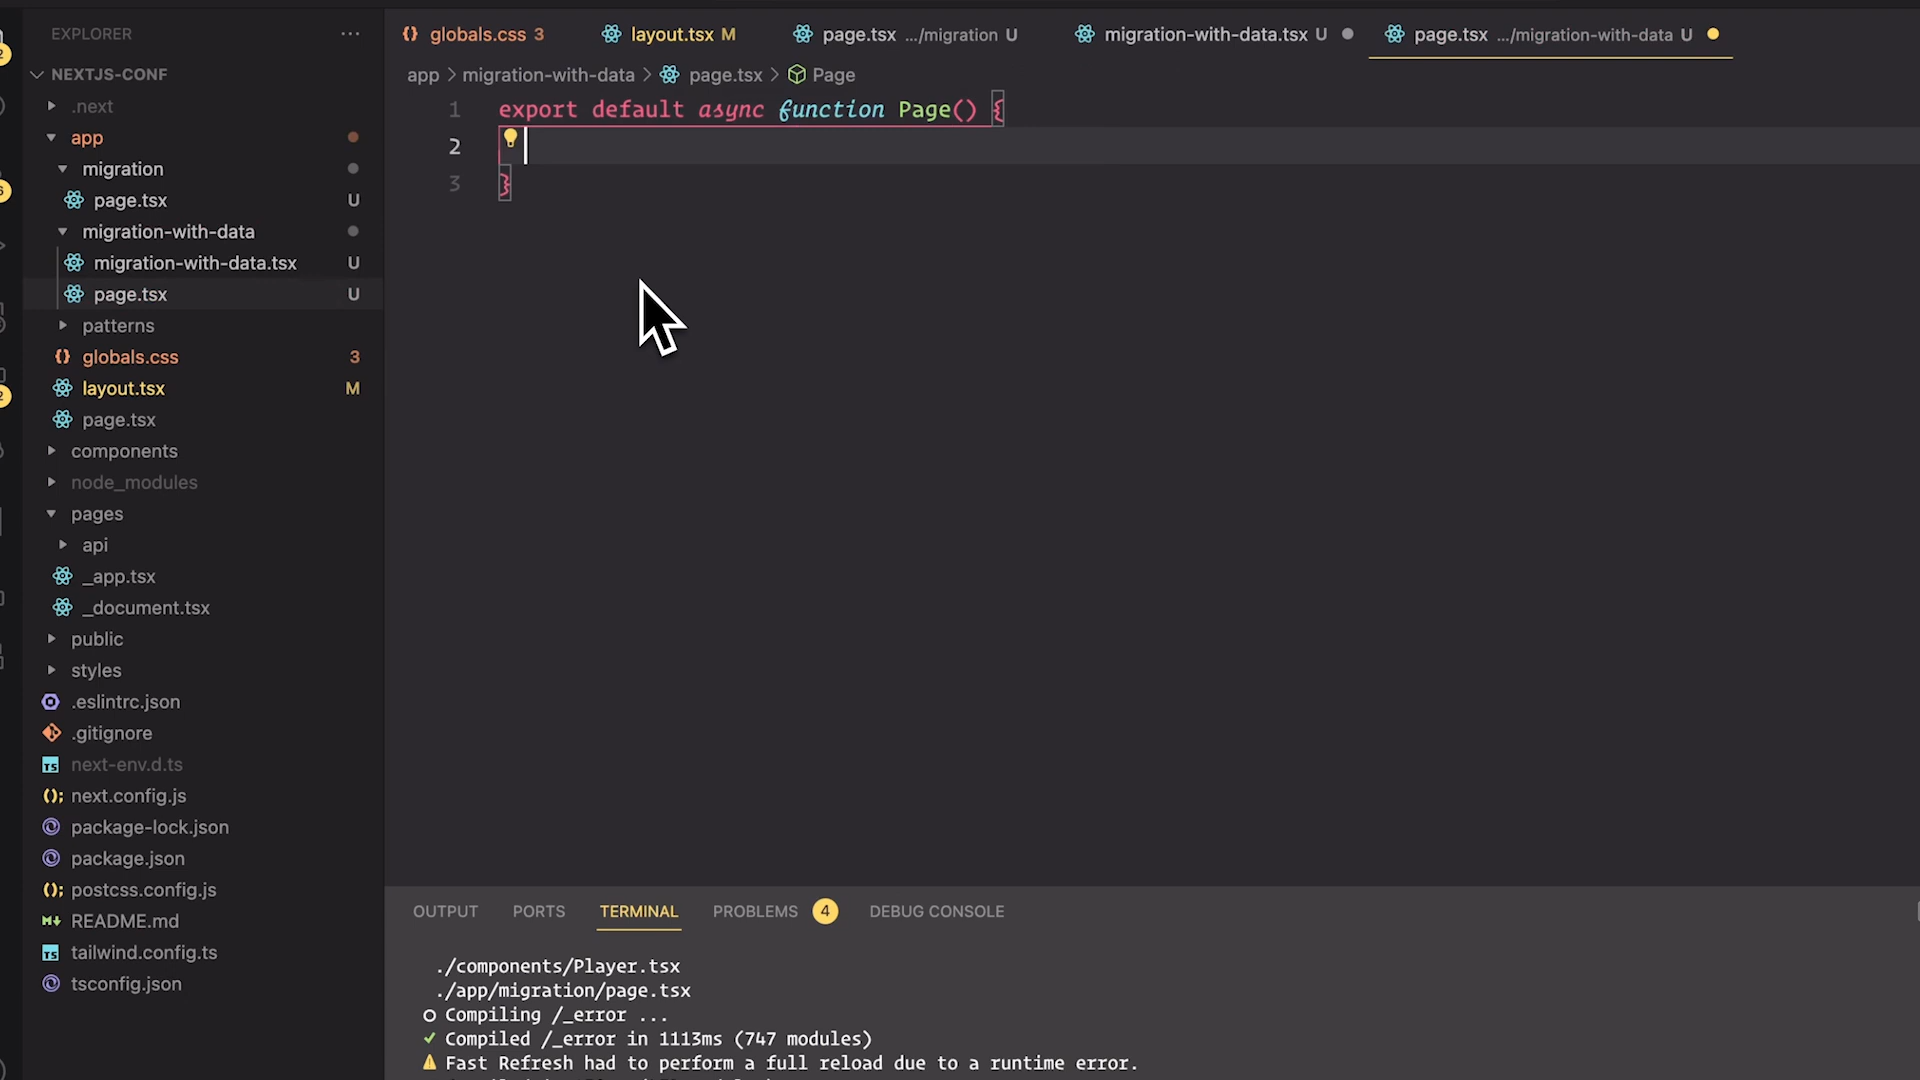 EXPLORER
NEXTJS-CONF
.next
app
migration
page.tsx U
migration-with-data
migration-with-data.tsx U
page.tsx U
patterns
globals.css 3
layout.tsx M
page.tsx
components
node_modules
pages
api
_app.tsx
_document.tsx
public
styles
.eslintrc.json
.gitignore
next-env.d.ts
next.config.js
package-lock.json
package.json
postcss.config.js
README.md
tailwind.config.ts
tsconfig.json
globals.css 3 layout.tsx M page.tsx .../migration U migration-with-data.tsx U page.tsx .../migration-with-data U
app > migration-with-data > page.tsx > Page
1 export default async function Page() {
2
3 }
OUTPUT PORTS TERMINAL PROBLEMS 4 DEBUG CONSOLE
./components/Player.tsx
./app/migration/page.tsx
○ Compiling /_error ...
✓ Compiled /_error in 1113ms (747 modules)
⚠ Fast Refresh had to perform a full reload due to a runtime error.